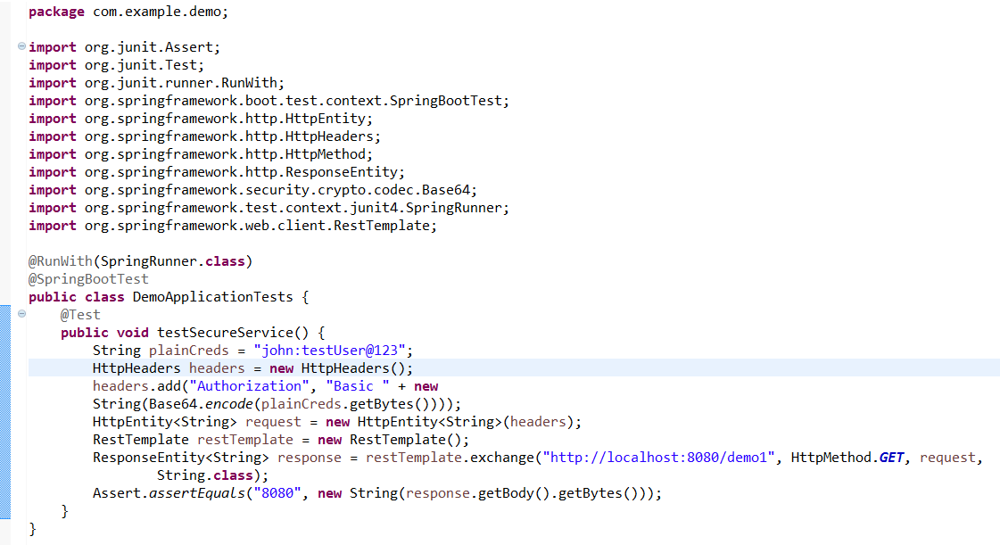 package com.example.demo;
import org.junit.Assert;
import org.junit.Test;
import org.junit.runner.RunWith;
import org.springframework.boot.test.context.SpringBootTest;
import org.springframework.http.HttpEntity;
import org.springframework.http.HttpHeaders;
import org.springframework.http.HttpMethod;
import org.springframework.http.ResponseEntity;
import org.springframework.security.crypto.codec.Base64;
import org.springframework.test.context.junit4.SpringRunner;
import org.springframework.web.client.RestTemplate;
@RunWith(SpringRunner.class)
@SpringBootTest
public class DemoApplicationTests {
@Test
public void testSecureService() {
String plainCreds = "john:testUser@123";
HttpHeaders headers = new HttpHeaders();
headers.add("Authorization", "Basic " + new
String(Base64.encode(plainCreds.getBytes())));
HttpEntity<String> request = new HttpEntity<String>(headers);
RestTemplate restTemplate = new RestTemplate();
ResponseEntity<String> response = restTemplate.exchange("http://localhost:8080/demo1", HttpMethod.GET, request,
String.class);
Assert.assertEquals("8080", new String(response.getBody().getBytes()));
}
}